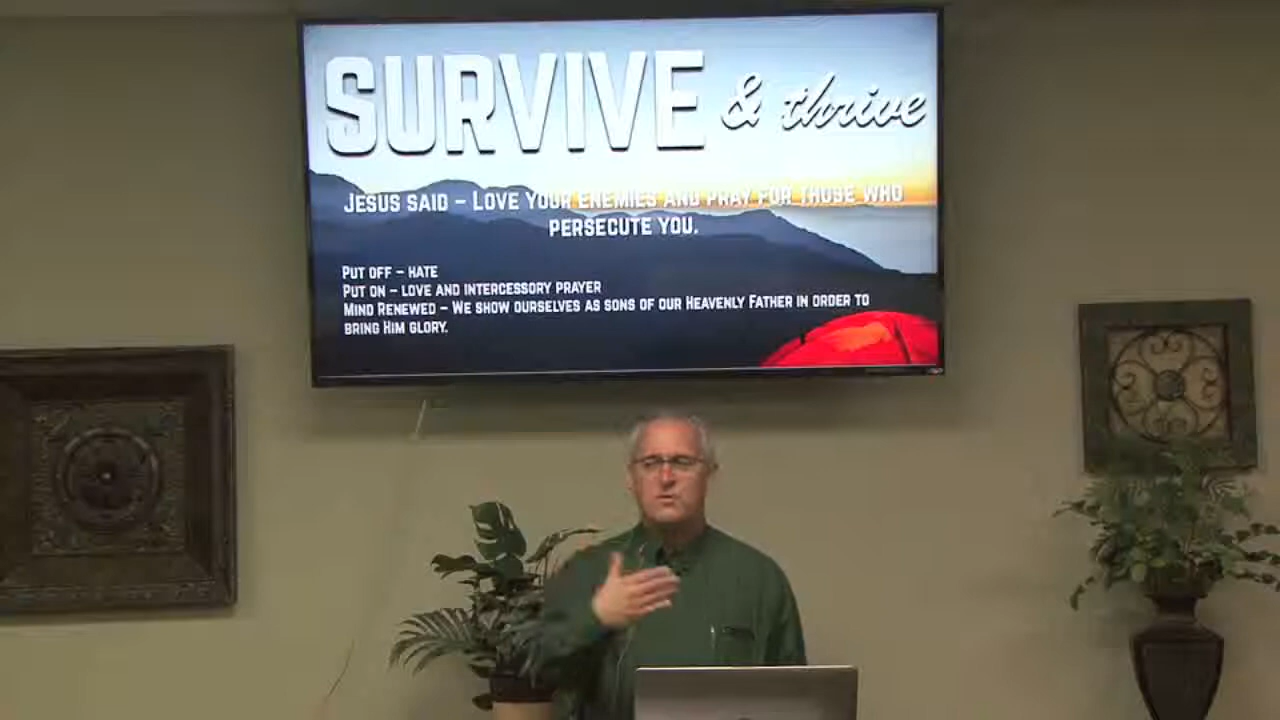 SURVIVE & thrive
JESUS SAID – LOVE YOUR ENEMIES AND PRAY FOR THOSE WHO
PERSECUTE YOU.
PUT OFF – HATE
PUT ON – LOVE AND INTERCESSORY PRAYER
MIND RENEWED – WE SHOW OURSELVES AS SONS OF OUR HEAVENLY FATHER IN ORDER TO
BRING HIM GLORY.